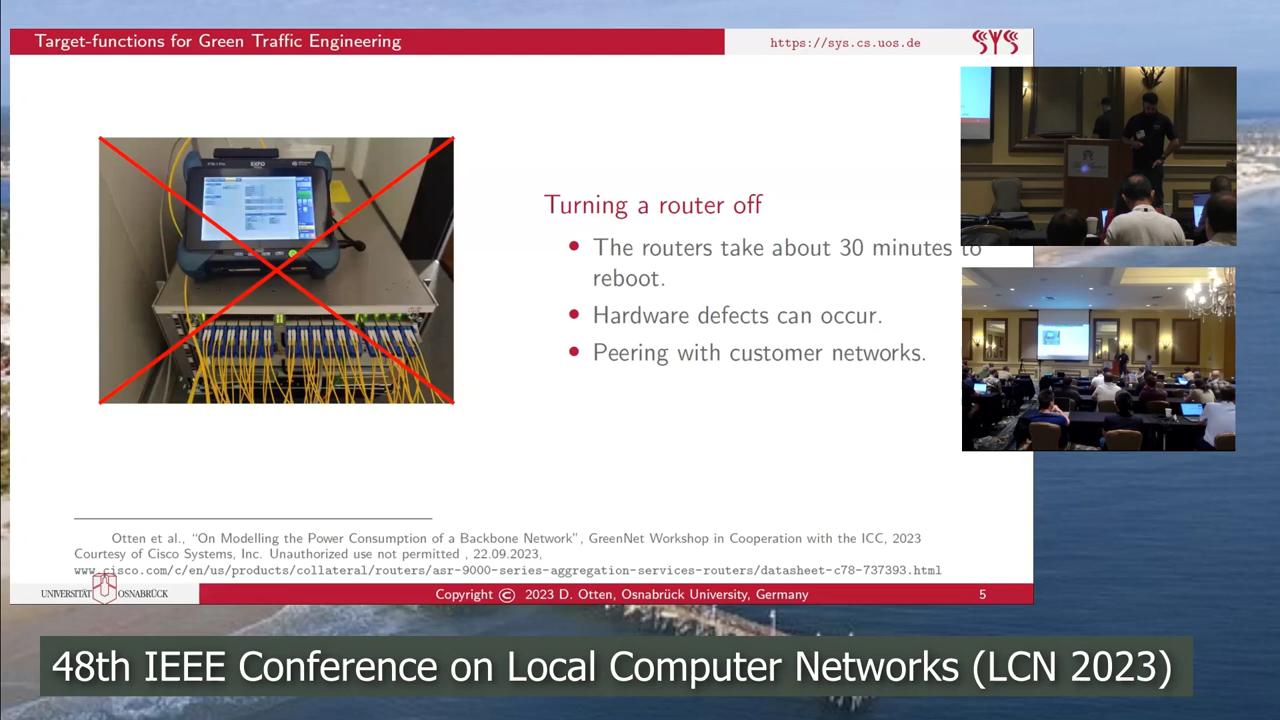 Target-functions for Green Traffic Engineering
https://sys.cs.uos.de
SYS
EXFO
Turning a router off
• The routers take about 30 minutes to
reboot.
• Hardware defects can occur.
• Peering with customer networks.
Otten et al., “On Modelling the Power Consumption of a Backbone Network”, GreenNet Workshop in Cooperation with the ICC, 2023
Courtesy of Cisco Systems, Inc. Unauthorized use not permitted , 22.09.2023,
www.cisco.com/c/en/us/products/collateral/routers/asr-9000-series-aggregation-services-routers/datasheet-c78-737393.html
UNIVERSITÄT OSNABRÜCK
Copyright © 2023 D. Otten, Osnabrück University, Germany
5
48th IEEE Conference on Local Computer Networks (LCN 2023)